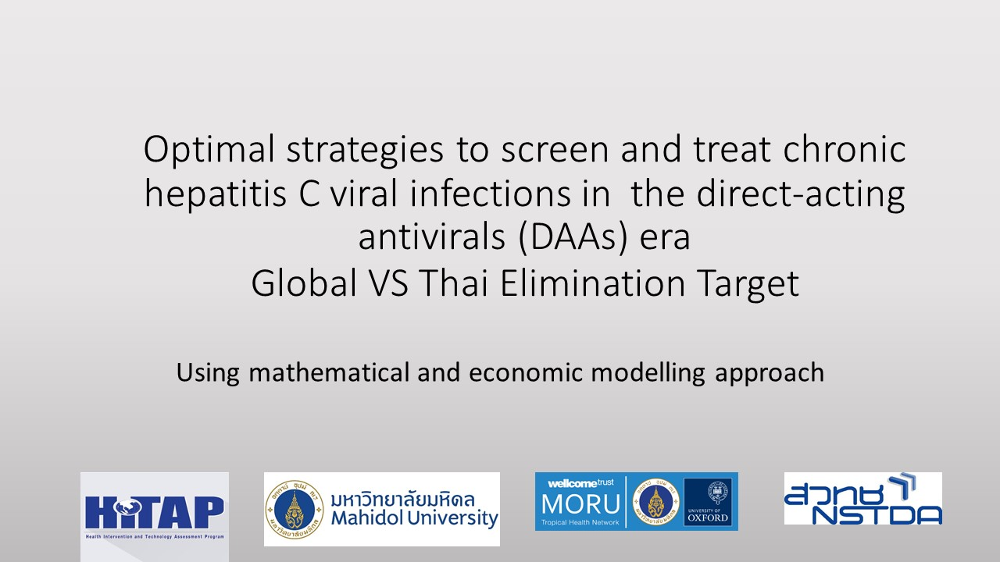 Optimal strategies to screen and treat chronic
hepatitis C viral infections in the direct-acting
antivirals (DAAs) era
Global VS Thai Elimination Target
Using mathematical and economic modelling approach
HiTAP
Health Intervention and Technology Assessment Program
มหาวิทยาลัยมหิดล
Mahidol University
wellcometrust
MORU
Tropical Health Network
UNIVERSITY OF
OXFORD
สวทช
NSTDA